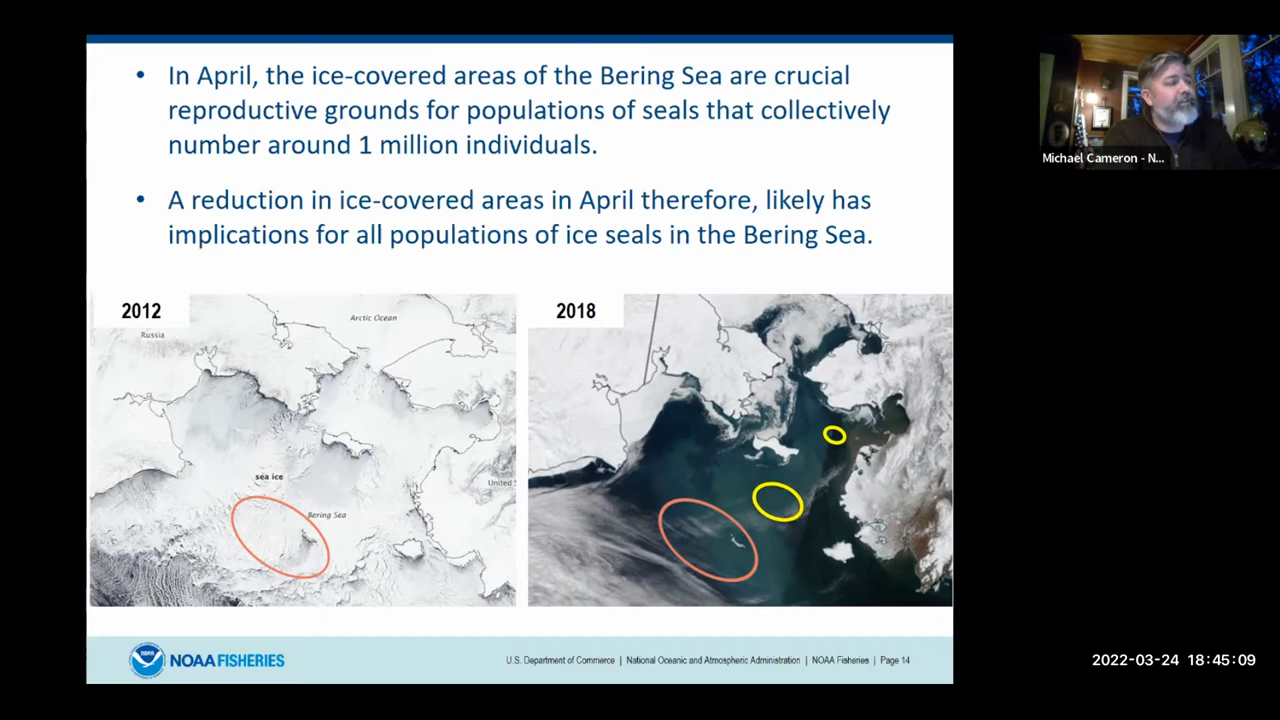 • In April, the ice-covered areas of the Bering Sea are crucial
reproductive grounds for populations of seals that collectively
number around 1 million individuals.
• A reduction in ice-covered areas in April therefore, likely has
implications for all populations of ice seals in the Bering Sea.
2012
Russia
Arctic Ocean
sea ice
Bering Sea
United S
2018
NOAA
NOAA FISHERIES
U.S. Department of Commerce | National Oceanic and Atmospheric Administration | NOAA Fisheries | Page 14
Michael Cameron - N...
2022-03-24 18:45:09